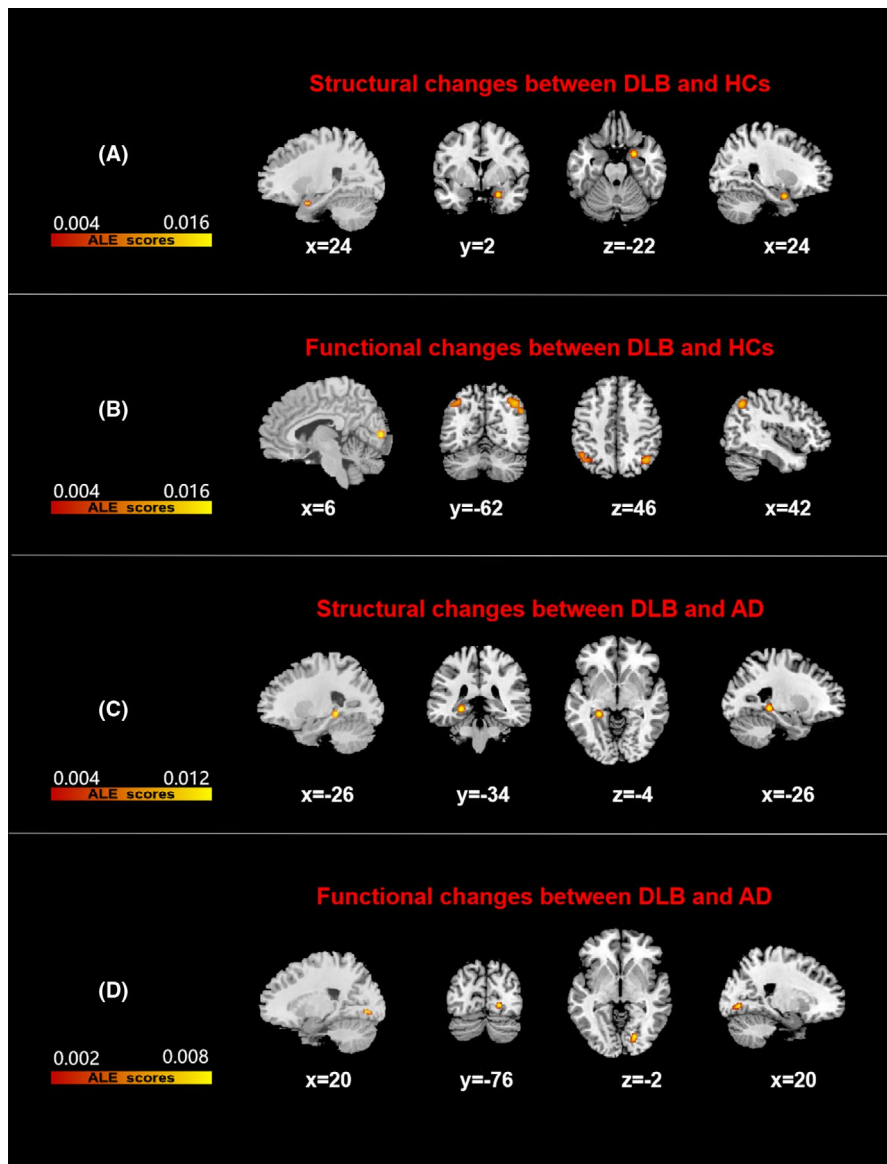 Structural changes between DLB and HCs
(A)
0.004 0.016
ALE scores
x=24 y=2 z=-22 x=24
Functional changes between DLB and HCs
(B)
0.004 0.016
ALE scores
x=6 y=-62 z=46 x=42
Structural changes between DLB and AD
(C)
0.004 0.012
ALE scores
x=-26 y=-34 z=-4 x=-26
Functional changes between DLB and AD
(D)
0.002 0.008
ALE scores
x=20 y=-76 z=-2 x=20